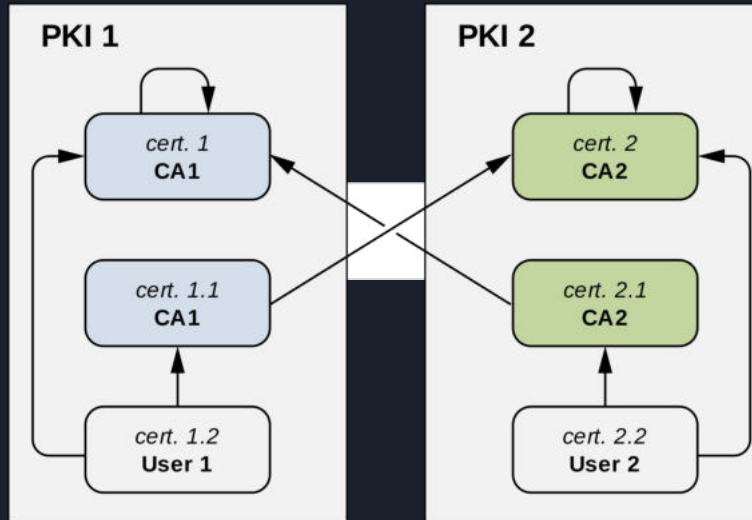 PKI 1
cert. 1
CA1
cert. 1.1
CA1
cert. 1.2
User 1
PKI 2
cert. 2
CA2
cert. 2.1
CA2
cert. 2.2
User 2